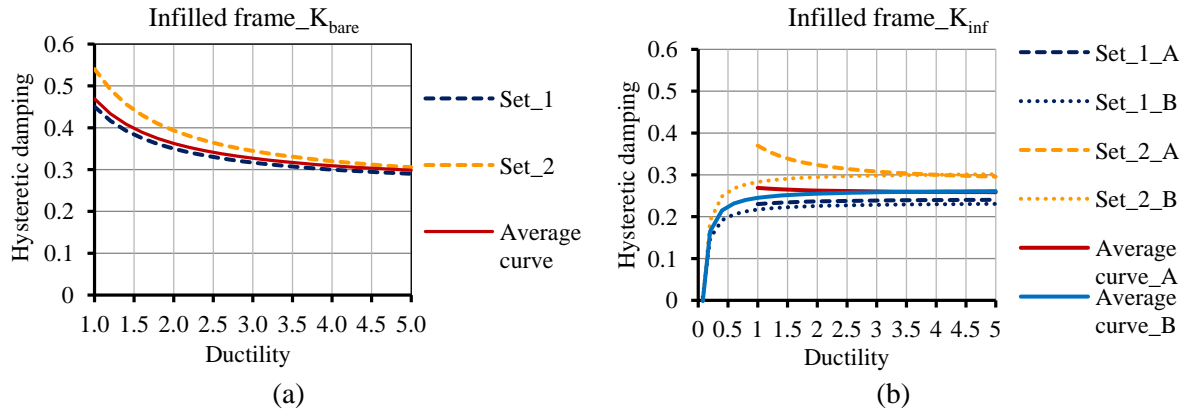 Infilled frame_Kbare
Hysteretic damping
0.6
0.5
0.4
0.3
0.2
0.1
0
1.0 1.5 2.0 2.5 3.0 3.5 4.0 4.5 5.0
Ductility
Set_1
Set_2
Average
curve
(a)
Infilled frame_Kinf
Hysteretic damping
0.6
0.5
0.4
0.3
0.2
0.1
0
0 0.5 1 1.5 2 2.5 3 3.5 4 4.5 5
Ductility
Set_1_A
Set_1_B
Set_2_A
Set_2_B
Average
curve_A
Average
curve_B
(b)